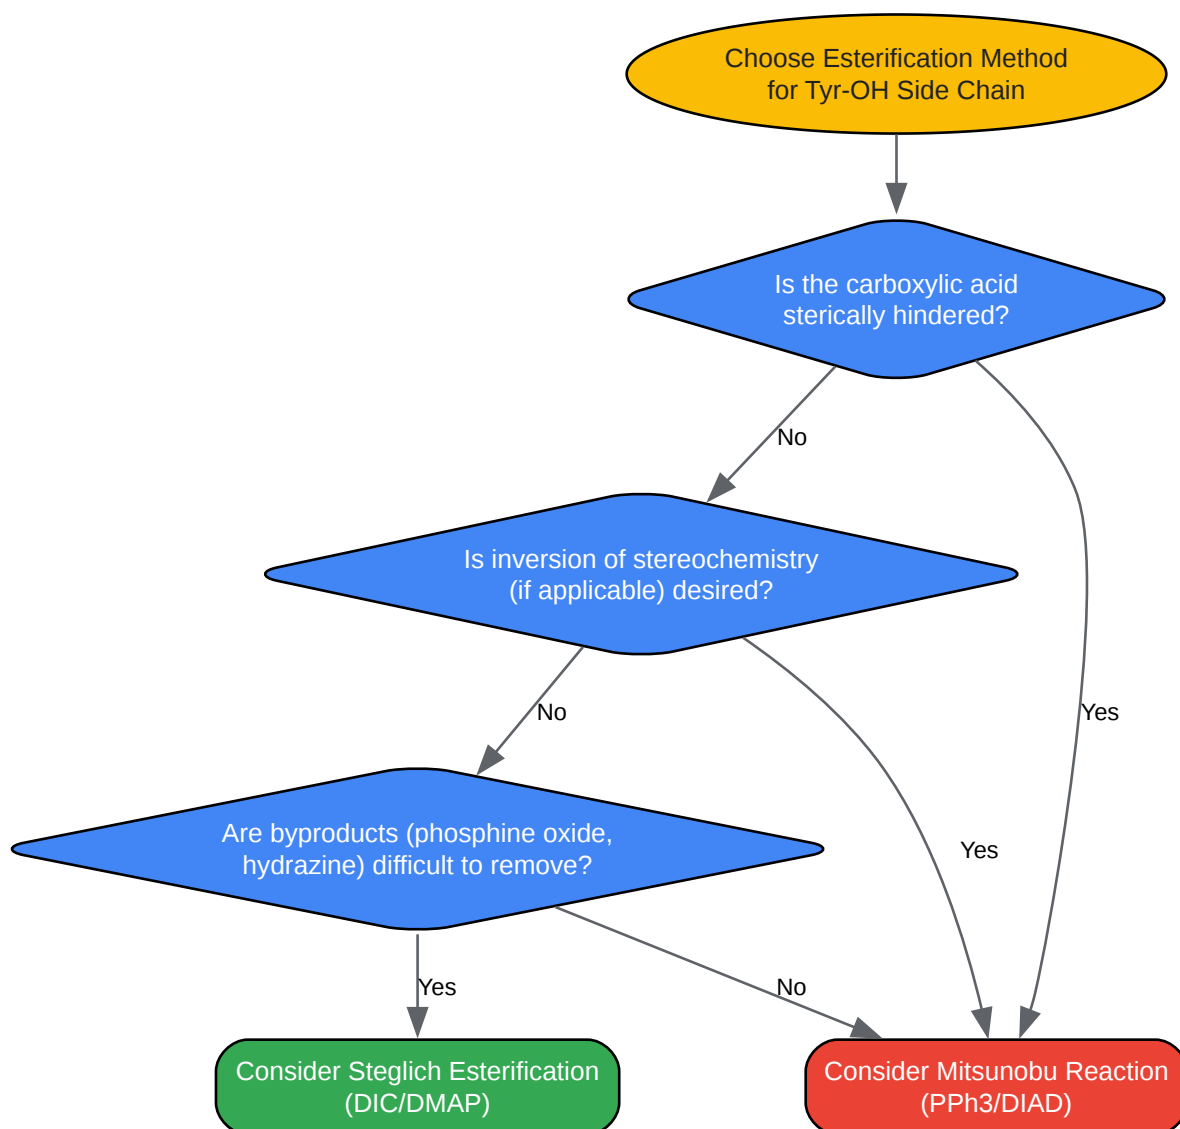 Choose Esterification Method
for Tyr-OH Side Chain
Is the carboxylic acid
sterically hindered?
No
Is inversion of stereochemistry
(if applicable) desired?
No
Yes
Are byproducts (phosphine oxide,
hydrazine) difficult to remove?
Yes
Yes
No
Consider Steglich Esterification
(DIC/DMAP)
Consider Mitsunobu Reaction
(PPh3/DIAD)